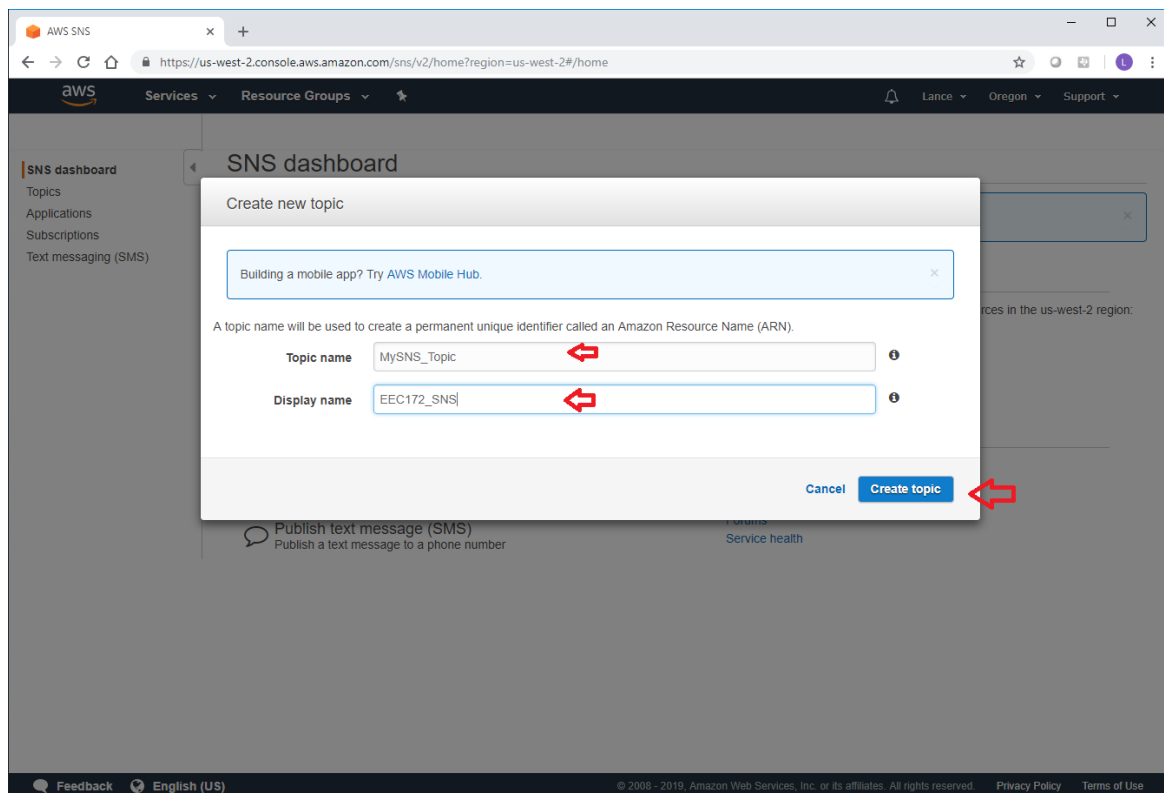 AWS SNS
https://us-west-2.console.aws.amazon.com/sns/v2/home?region=us-west-2#/home
L
aws
Services
Resource Groups
Lance
Oregon
Support
SNS dashboard
Topics
Applications
Subscriptions
Text messaging (SMS)
SNS dashboard
Create new topic
Building a mobile app? Try AWS Mobile Hub.
rces in the us-west-2 region:
A topic name will be used to create a permanent unique identifier called an Amazon Resource Name (ARN).
Topic name
MySNS_Topic
Display name
EEC172_SNS
Cancel
Create topic
Publish text message (SMS)
Publish a text message to a phone number
Forums
Service health
Feedback
English (US)
© 2008 - 2019, Amazon Web Services, Inc. or its affiliates. All rights reserved.
Privacy Policy
Terms of Use